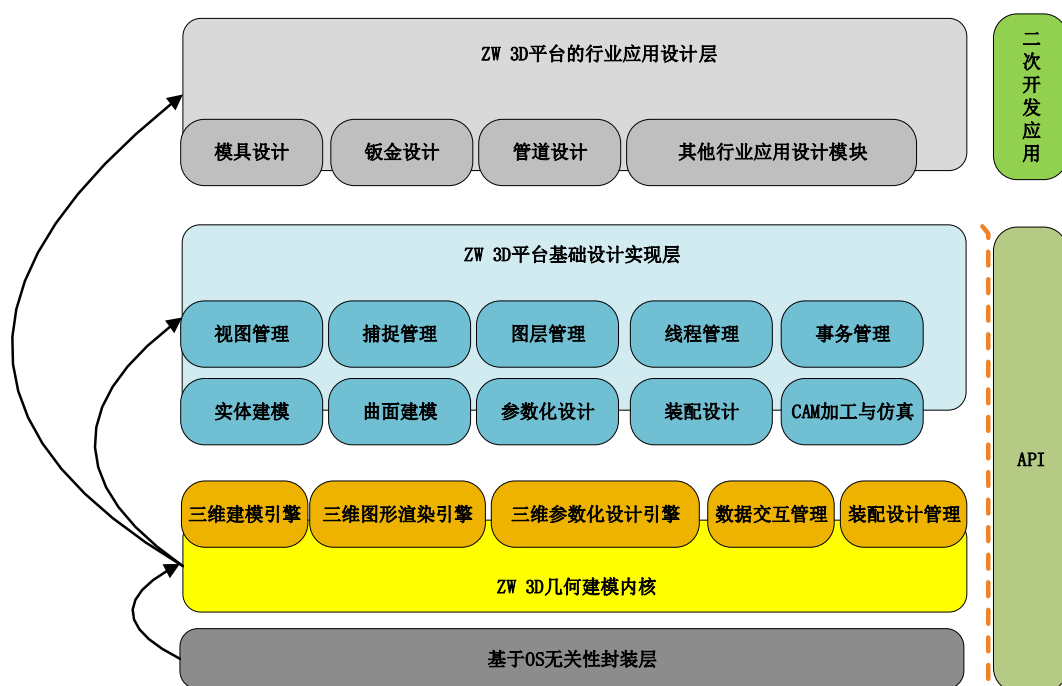 ZW 3D平台的行业应用设计层
模具设计
钣金设计
管道设计
其他行业应用设计模块
二次开发应用
ZW 3D平台基础设计实现层
视图管理
捕捉管理
图层管理
线程管理
事务管理
实体建模
曲面建模
参数化设计
装配设计
CAM加工与仿真
API
三维建模引擎
三维图形渲染引擎
三维参数化设计引擎
数据交互管理
装配设计管理
ZW 3D几何建模内核
基于OS无关性封装层